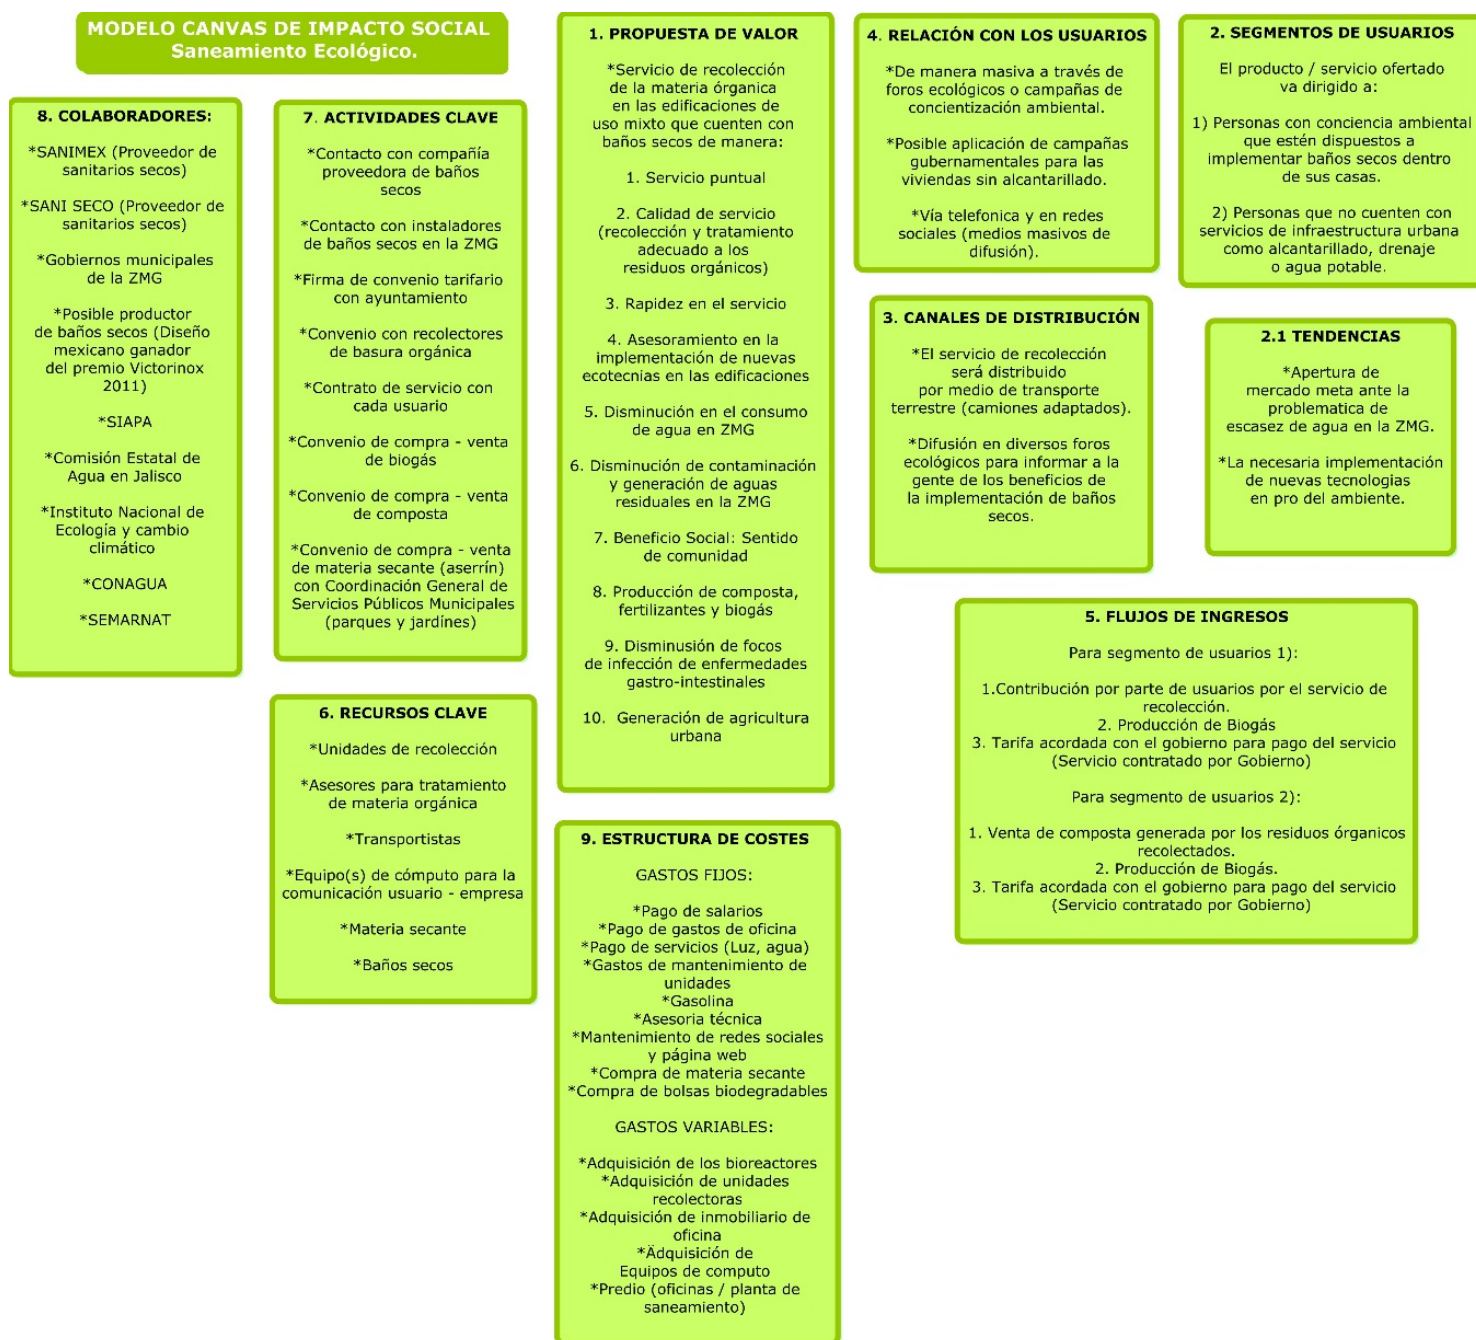 MODELO CANVAS DE IMPACTO SOCIAL
Saneamiento Ecológico.
8. COLABORADORES:
*SANIMEX (Proveedor de
sanitarios secos)
*SANI SECO (Proveedor de
sanitarios secos)
*Gobiernos municipales
de la ZMG
*Posible productor
de baños secos (Diseño
mexicano ganador
del premio Victorinox
2011)
*SIAPA
*Comisión Estatal de
Agua en Jalisco
*Instituto Nacional de
Ecología y cambio
climático
*CONAGUA
*SEMARNAT
7. ACTIVIDADES CLAVE
*Contacto con compañía
proveedora de baños
secos
*Contacto con instaladores
de baños secos en la ZMG
*Firma de convenio tarifario
con ayuntamiento
*Convenio con recolectores
de basura orgánica
*Contrato de servicio con
cada usuario
*Convenio de compra - venta
de biogás
*Convenio de compra - venta
de composta
*Convenio de compra - venta
de materia secante (aserrín)
con Coordinación General de
Servicios Públicos Municipales
(parques y jardínes)
6. RECURSOS CLAVE
*Unidades de recolección
*Asesores para tratamiento
de materia orgánica
*Transportistas
*Equipo(s) de cómputo para la
comunicación usuario - empresa
*Materia secante
*Baños secos
1. PROPUESTA DE VALOR
*Servicio de recolección
de la materia órganica
en las edificaciones de
uso mixto que cuenten con
baños secos de manera:
1. Servicio puntual
2. Calidad de servicio
(recolección y tratamiento
adecuado a los
residuos orgánicos)
3. Rapidez en el servicio
4. Asesoramiento en la
implementación de nuevas
ecotecnias en las edificaciones
5. Disminución en el consumo
de agua en ZMG
6. Disminución de contaminación
y generación de aguas
residuales en la ZMG
7. Beneficio Social: Sentido
de comunidad
8. Producción de composta,
fertilizantes y biogás
9. Disminusión de focos
de infección de enfermedades
gastro-intestinales
10. Generación de agricultura
urbana
9. ESTRUCTURA DE COSTES
GASTOS FIJOS:
*Pago de salarios
*Pago de gastos de oficina
*Pago de servicios (Luz, agua)
*Gastos de mantenimiento de
unidades
*Gasolina
*Asesoria técnica
*Mantenimiento de redes sociales
y página web
*Compra de materia secante
*Compra de bolsas biodegradables
GASTOS VARIABLES:
*Adquisición de los bioreactores
*Adquisición de unidades
recolectoras
*Adquisición de inmobiliario de
oficina
*Ädquisición de
Equipos de computo
*Predio (oficinas / planta de
saneamiento)
4. RELACIÓN CON LOS USUARIOS
*De manera masiva a través de
foros ecológicos o campañas de
concientización ambiental.
*Posible aplicación de campañas
gubernamentales para las
viviendas sin alcantarillado.
*Vía telefonica y en redes
sociales (medios masivos de
difusión).
3. CANALES DE DISTRIBUCIÓN
*El servicio de recolección
será distribuido
por medio de transporte
terrestre (camiones adaptados).
*Difusión en diversos foros
ecológicos para informar a la
gente de los beneficios de
la implementación de baños
secos.
2. SEGMENTOS DE USUARIOS
El producto / servicio ofertado
va dirigido a:
1) Personas con conciencia ambiental
que estén dispuestos a
implementar baños secos dentro
de sus casas.
2) Personas que no cuenten con
servicios de infraestructura urbana
como alcantarillado, drenaje
o agua potable.
2.1 TENDENCIAS
*Apertura de
mercado meta ante la
problematica de
escasez de agua en la ZMG.
*La necesaria implementación
de nuevas tecnologías
en pro del ambiente.
5. FLUJOS DE INGRESOS
Para segmento de usuarios 1):
1.Contribución por parte de usuarios por el servicio de
recolección.
2. Producción de Biogás
3. Tarifa acordada con el gobierno para pago del servicio
(Servicio contratado por Gobierno)
Para segmento de usuarios 2):
1. Venta de composta generada por los residuos órganicos
recolectados.
2. Producción de Biogás.
3. Tarifa acordada con el gobierno para pago del servicio
(Servicio contratado por Gobierno)